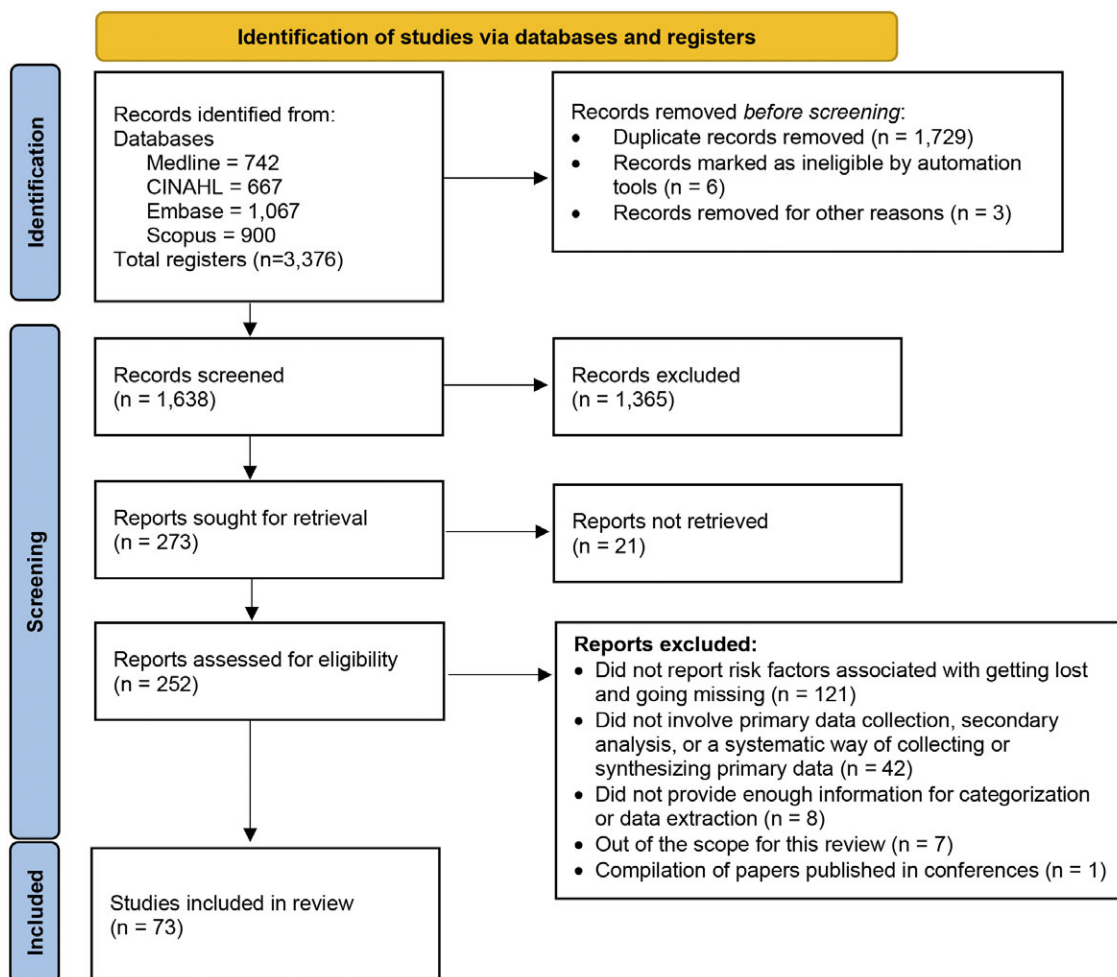 Identification of studies via databases and registers
Identification
Records identified from:
Databases
Medline = 742
CINAHL = 667
Embase = 1,067
Scopus = 900
Total registers (n=3,376)
Records removed before screening:
• Duplicate records removed (n = 1,729)
• Records marked as ineligible by automation
tools (n = 6)
• Records removed for other reasons (n = 3)
Screening
Records screened
(n = 1,638)
Records excluded
(n = 1,365)
Reports sought for retrieval
(n = 273)
Reports not retrieved
(n = 21)
Reports assessed for eligibility
(n = 252)
Reports excluded:
• Did not report risk factors associated with getting lost
and going missing (n = 121)
• Did not involve primary data collection, secondary
analysis, or a systematic way of collecting or
synthesizing primary data (n = 42)
• Did not provide enough information for categorization
or data extraction (n = 8)
• Out of the scope for this review (n = 7)
• Compilation of papers published in conferences (n = 1)
Included
Studies included in review
(n = 73)